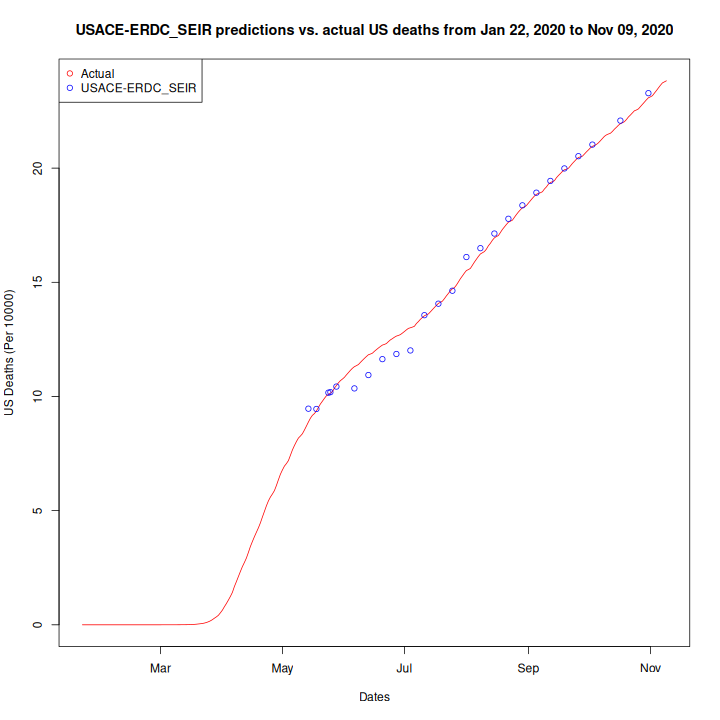 USACE-ERDC_SEIR predictions vs. actual US deaths from Jan 22, 2020 to Nov 09, 2020
Actual
USACE-ERDC_SEIR
US Deaths (Per 10000)
20
15
10
5
0
Mar May Jul Sep Nov
Dates